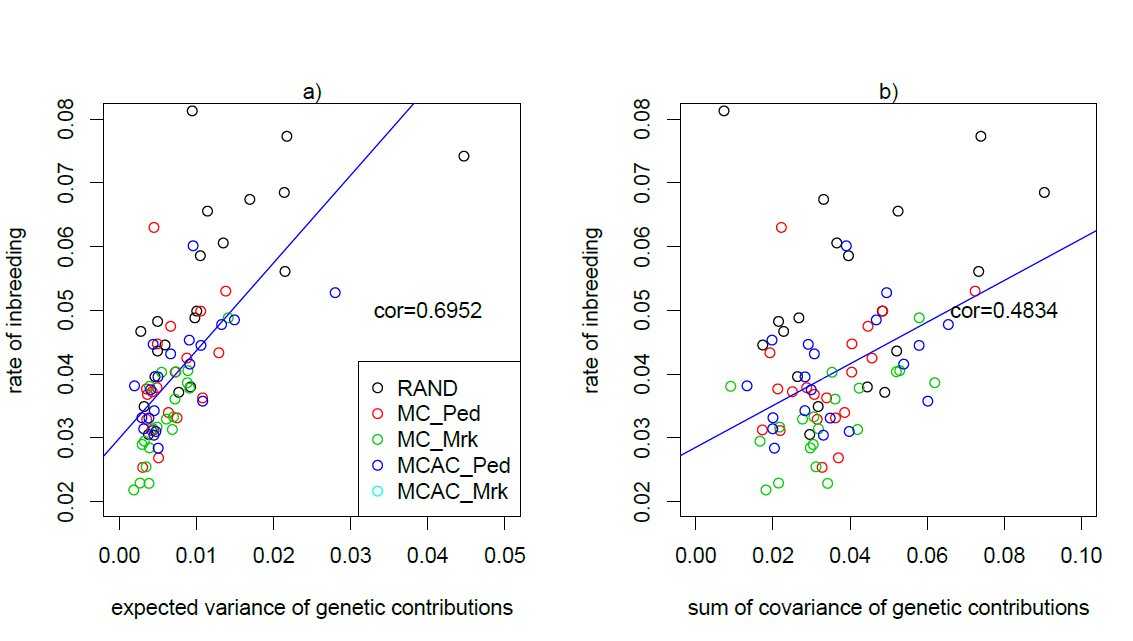 a)
rate of inbreeding
0.02 0.03 0.04 0.05 0.06 0.07 0.08
cor=0.6952
RAND
MC_Ped
MC_Mrk
MCAC_Ped
MCAC_Mrk
0.00 0.01 0.02 0.03 0.04 0.05
expected variance of genetic contributions
b)
rate of inbreeding
0.02 0.03 0.04 0.05 0.06 0.07 0.08
cor=0.4834
0.00 0.02 0.04 0.06 0.08 0.10
sum of covariance of genetic contributions